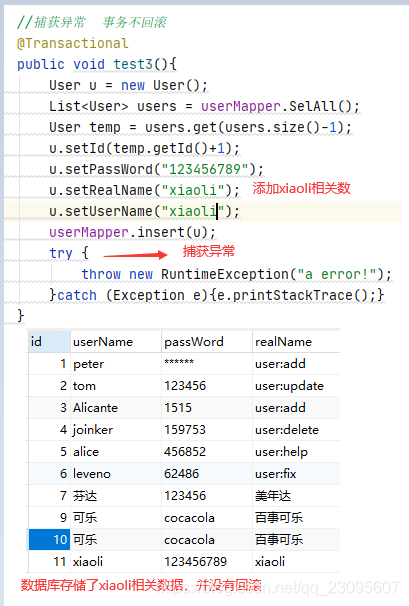 //捕获异常  事务不回滚
@Transactional
public void test3(){
User u = new User();
List<User> users = userMapper.SelAll();
User temp = users.get(users.size()-1);
u.setId(temp.getId()+1);
u.setPassWord("123456789");
u.setRealName("xiaoli"); 添加xiaoli相关数
u.setUserName("xiaoli");
userMapper.insert(u);
try { 捕获异常
throw new RuntimeException("a error!");
}catch (Exception e){e.printStackTrace();}
}
id userName passWord realName
1 peter ****** user:add
2 tom 123456 user:update
3 Alicante 1515 user:add
4 joinker 159753 user:delete
5 alice 456852 user:help
6 leveno 62486 user:fix
7 芬达 123456 美年达
9 可乐 cocacola 百事可乐
10 可乐 cocacola 百事可乐
11 xiaoli 123456789 xiaoli
数据库存储了xiaoli相关数据，并没有回滚
https://blog.csdn.net/qq_23095607